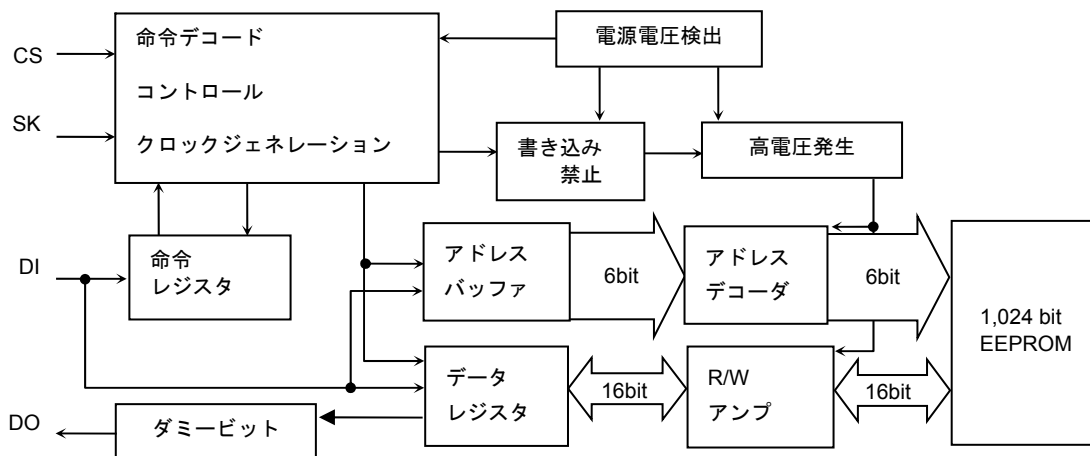 CS
命令デコード
電源電圧検出
コントロール
SK
クロックジェネレーション
書き込み
禁止
高電圧発生
DI
命令
レジスタ
アドレス
バッファ
6bit
アドレス
デコーダ
6bit
1,024 bit
EEPROM
データ
レジスタ
16bit
R/W
アンプ
16bit
DO
ダミービット